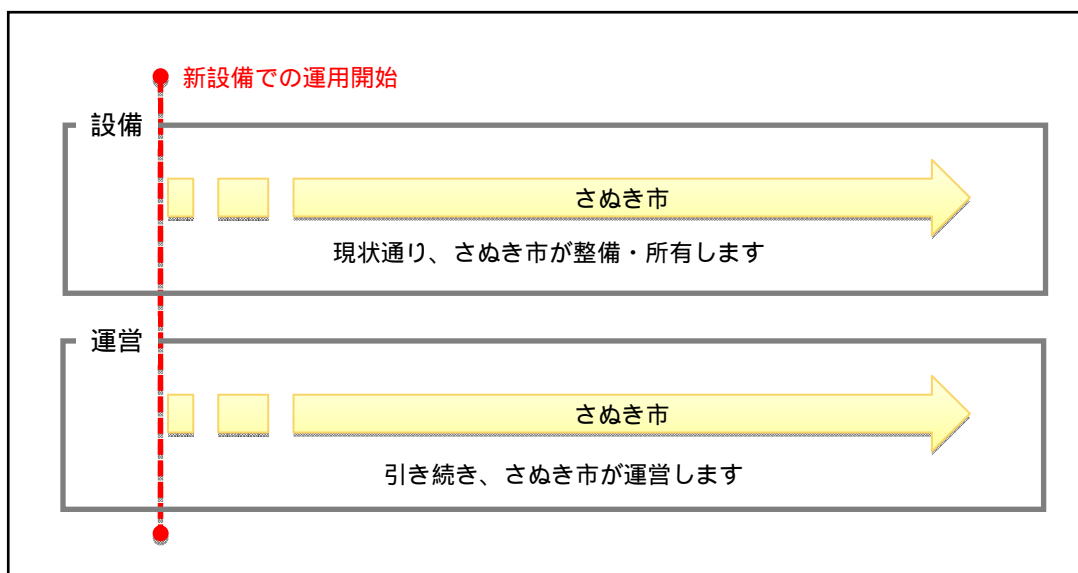 新設備での運用開始
設備
さぬき市
現状通り、さぬき市が整備・所有します
運営
さぬき市
引き続き、さぬき市が運営します